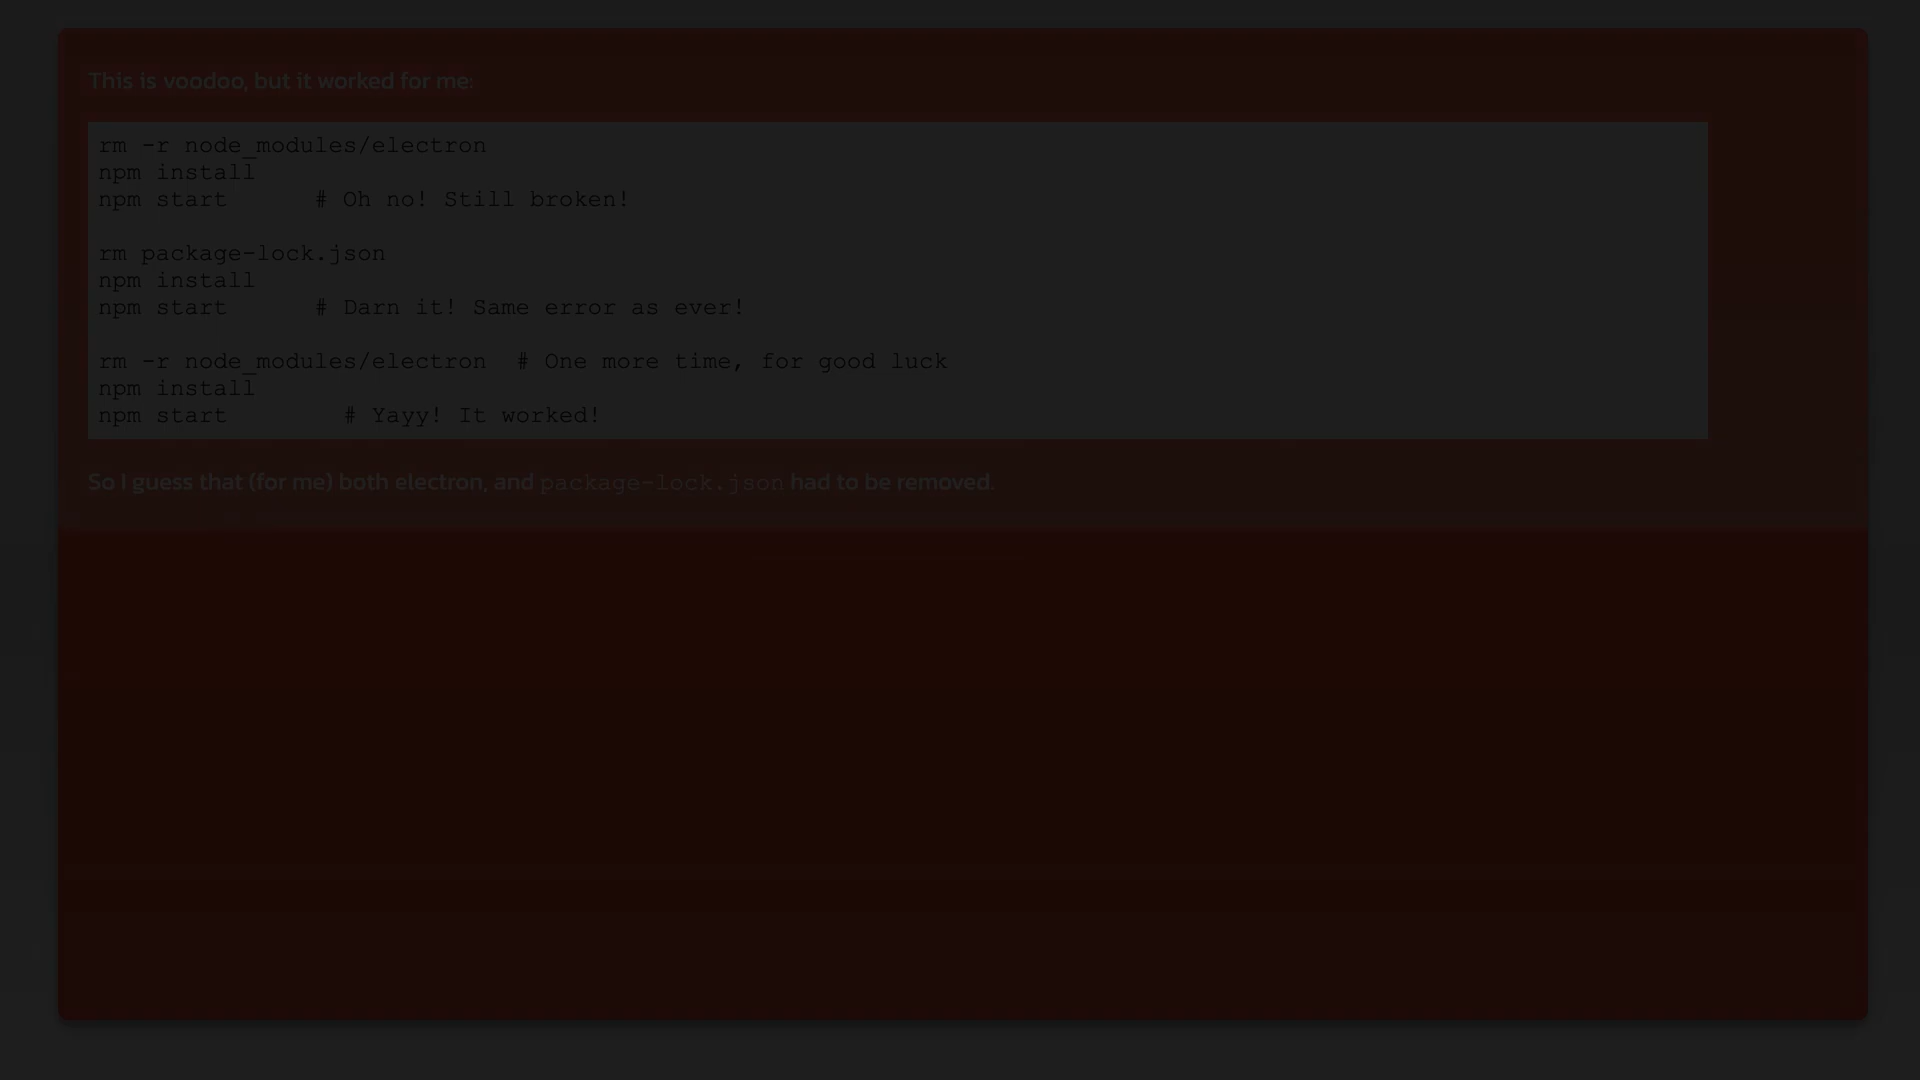 This is voodoo, but it worked for me:
rm -r node_modules/electron
npm install
npm start      # Oh no! Still broken!
rm package-lock.json
npm install
npm start      # Darn it! Same error as ever!
rm -r node_modules/electron  # One more time, for good luck
npm install
npm start        # Yayy! It worked!
So I guess that (for me) both electron, and package-lock.json had to be removed.